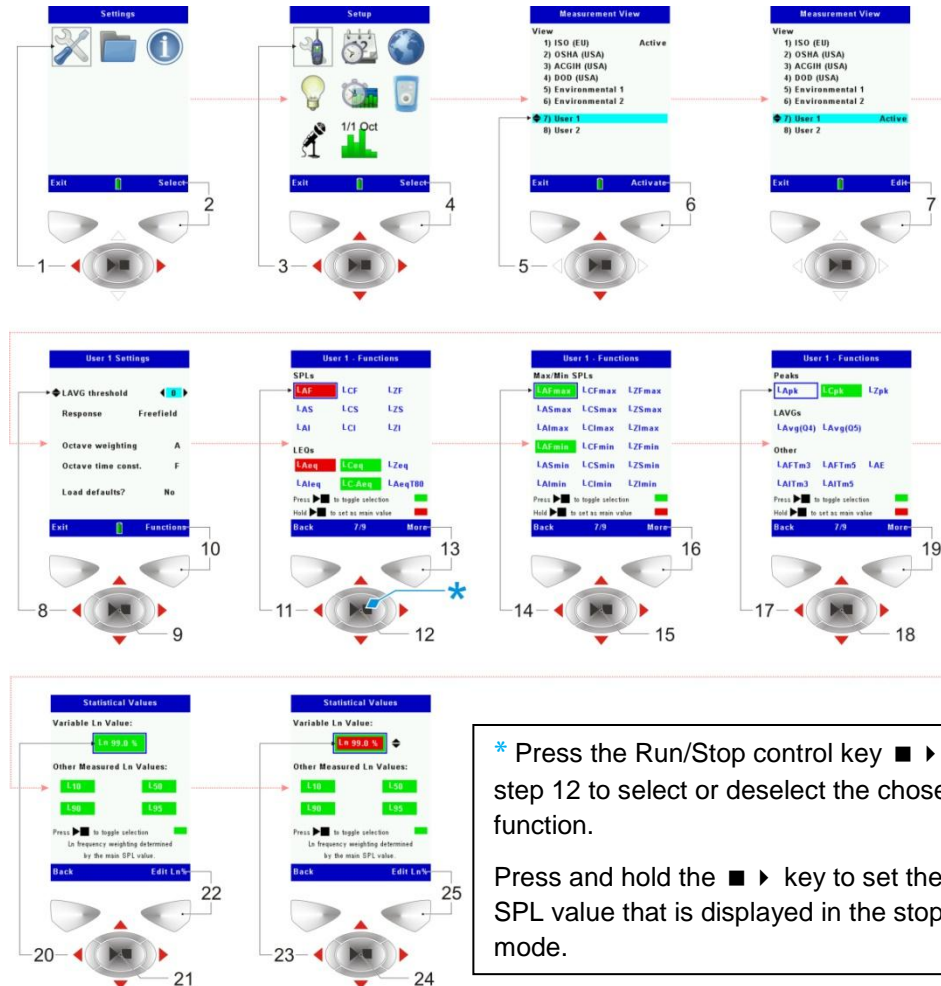 Settings
Exit Select
2
1
Setup
1/1 Oct
Exit Select
4
3
Measurement View
View
1) ISO (EU) Active
2) OSHA (USA)
3) ACGIH (USA)
4) DOD (USA)
5) Environmental 1
6) Environmental 2
7) User 1
8) User 2
Exit Activate
6
5
Measurement View
View
1) ISO (EU)
2) OSHA (USA)
3) ACGIH (USA)
4) DOD (USA)
5) Environmental 1
6) Environmental 2
7) User 1 Active
8) User 2
Exit Edit
7
User 1 Settings
LAVG threshold 0
Response Freefield
Octave weighting A
Octave time const. F
Load defaults? No
Exit Functions
10
8
9
User 1 - Functions
SPLs
LAF LCF LZF
LAS LCS LZS
LAI LCI LZI
LEQs
LAeq LCeq LZeq
LAIeq LC-Aeq LAeqT80
Press ▶■ to toggle selection
Hold ▶■ to set as main value
Back 7/9 More
13
*
11
12
User 1 - Functions
Max/Min SPLs
LAFmax LCFmax LZFmax
LASmax LCSmax LZSmax
LAImax LCImax LZImax
LAFmin LCFmin LZFmin
LASmin LCSmin LZSmin
LAImin LCImin LZImin
Press ▶■ to toggle selection
Hold ▶■ to set as main value
Back 7/9 More
16
14
15
User 1 - Functions
Peaks
LApk LCpk LZpk
LAVGs
LAvg(Q4) LAvg(Q5)
Other
LAFTm3 LAFTm5 LAE
LAITm3 LAITm5
Press ▶■ to toggle selection
Hold ▶■ to set as main value
Back 7/9 More
19
17
18
Statistical Values
Variable Ln Value:
Ln 99.0 %
Other Measured Ln Values:
L10 L50
L90 L95
Press ▶■ to toggle selection
Ln frequency weighting determined
by the main SPL value.
Back Edit Ln%
22
20
21
Statistical Values
Variable Ln Value:
Ln 99.0 %
Other Measured Ln Values:
L10 L50
L90 L95
Press ▶■ to toggle selection
Ln frequency weighting determined
by the main SPL value.
Back Edit Ln%
25
23
24
* Press the Run/Stop control key ■ ▶
step 12 to select or deselect the chose
function.
Press and hold the ■ ▶ key to set the
SPL value that is displayed in the stop
mode.